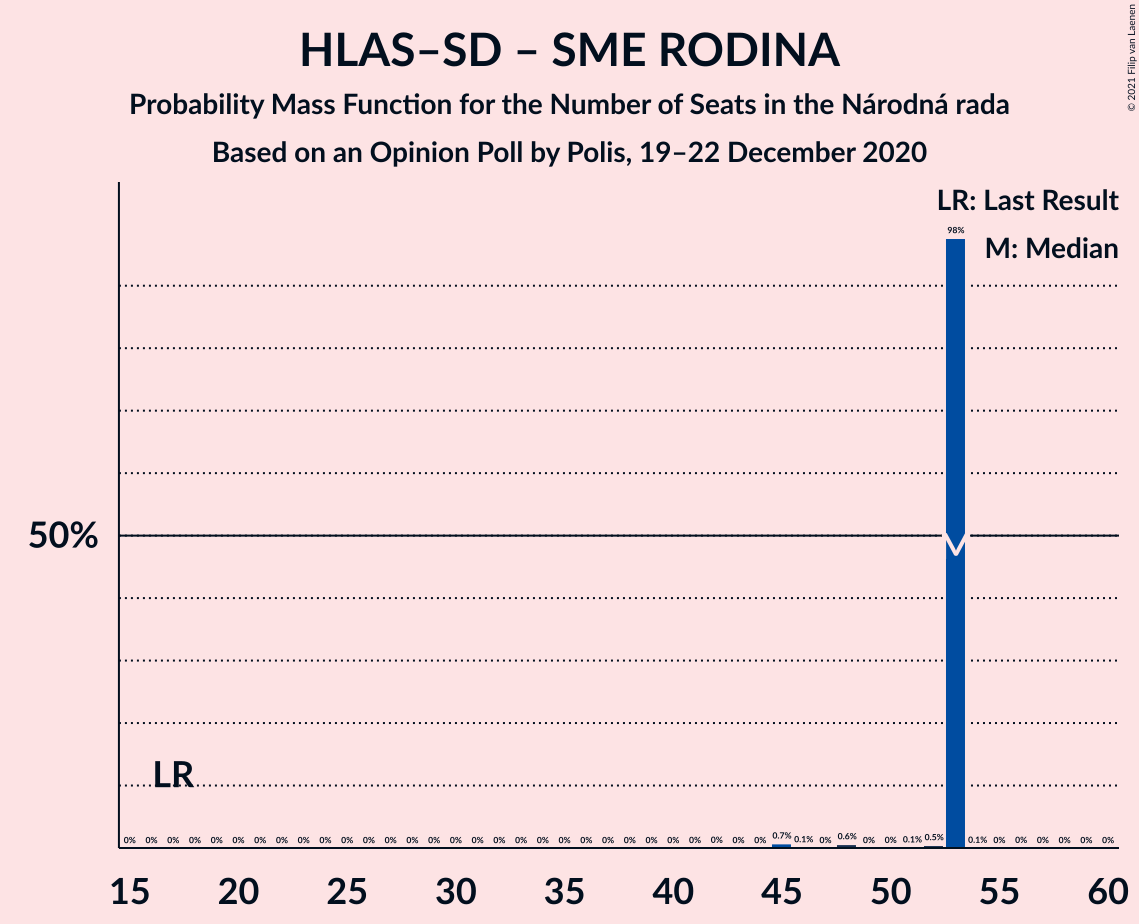 HLAS–SD – SME RODINA
Probability Mass Function for the Number of Seats in the Národná rada
Based on an Opinion Poll by Polis, 19–22 December 2020
© 2021 Filip van Laenen
LR: Last Result
M: Median
98%
50%
LR
0% 0% 0% 0% 0% 0% 0% 0% 0% 0% 0% 0% 0% 0% 0% 0% 0% 0% 0% 0% 0% 0% 0% 0% 0% 0% 0% 0% 0% 0% 0.7% 0.1% 0% 0.6% 0% 0% 0.1% 0.5% 0.1% 0% 0% 0% 0% 0% 0%
15 20 25 30 35 40 45 50 55 60